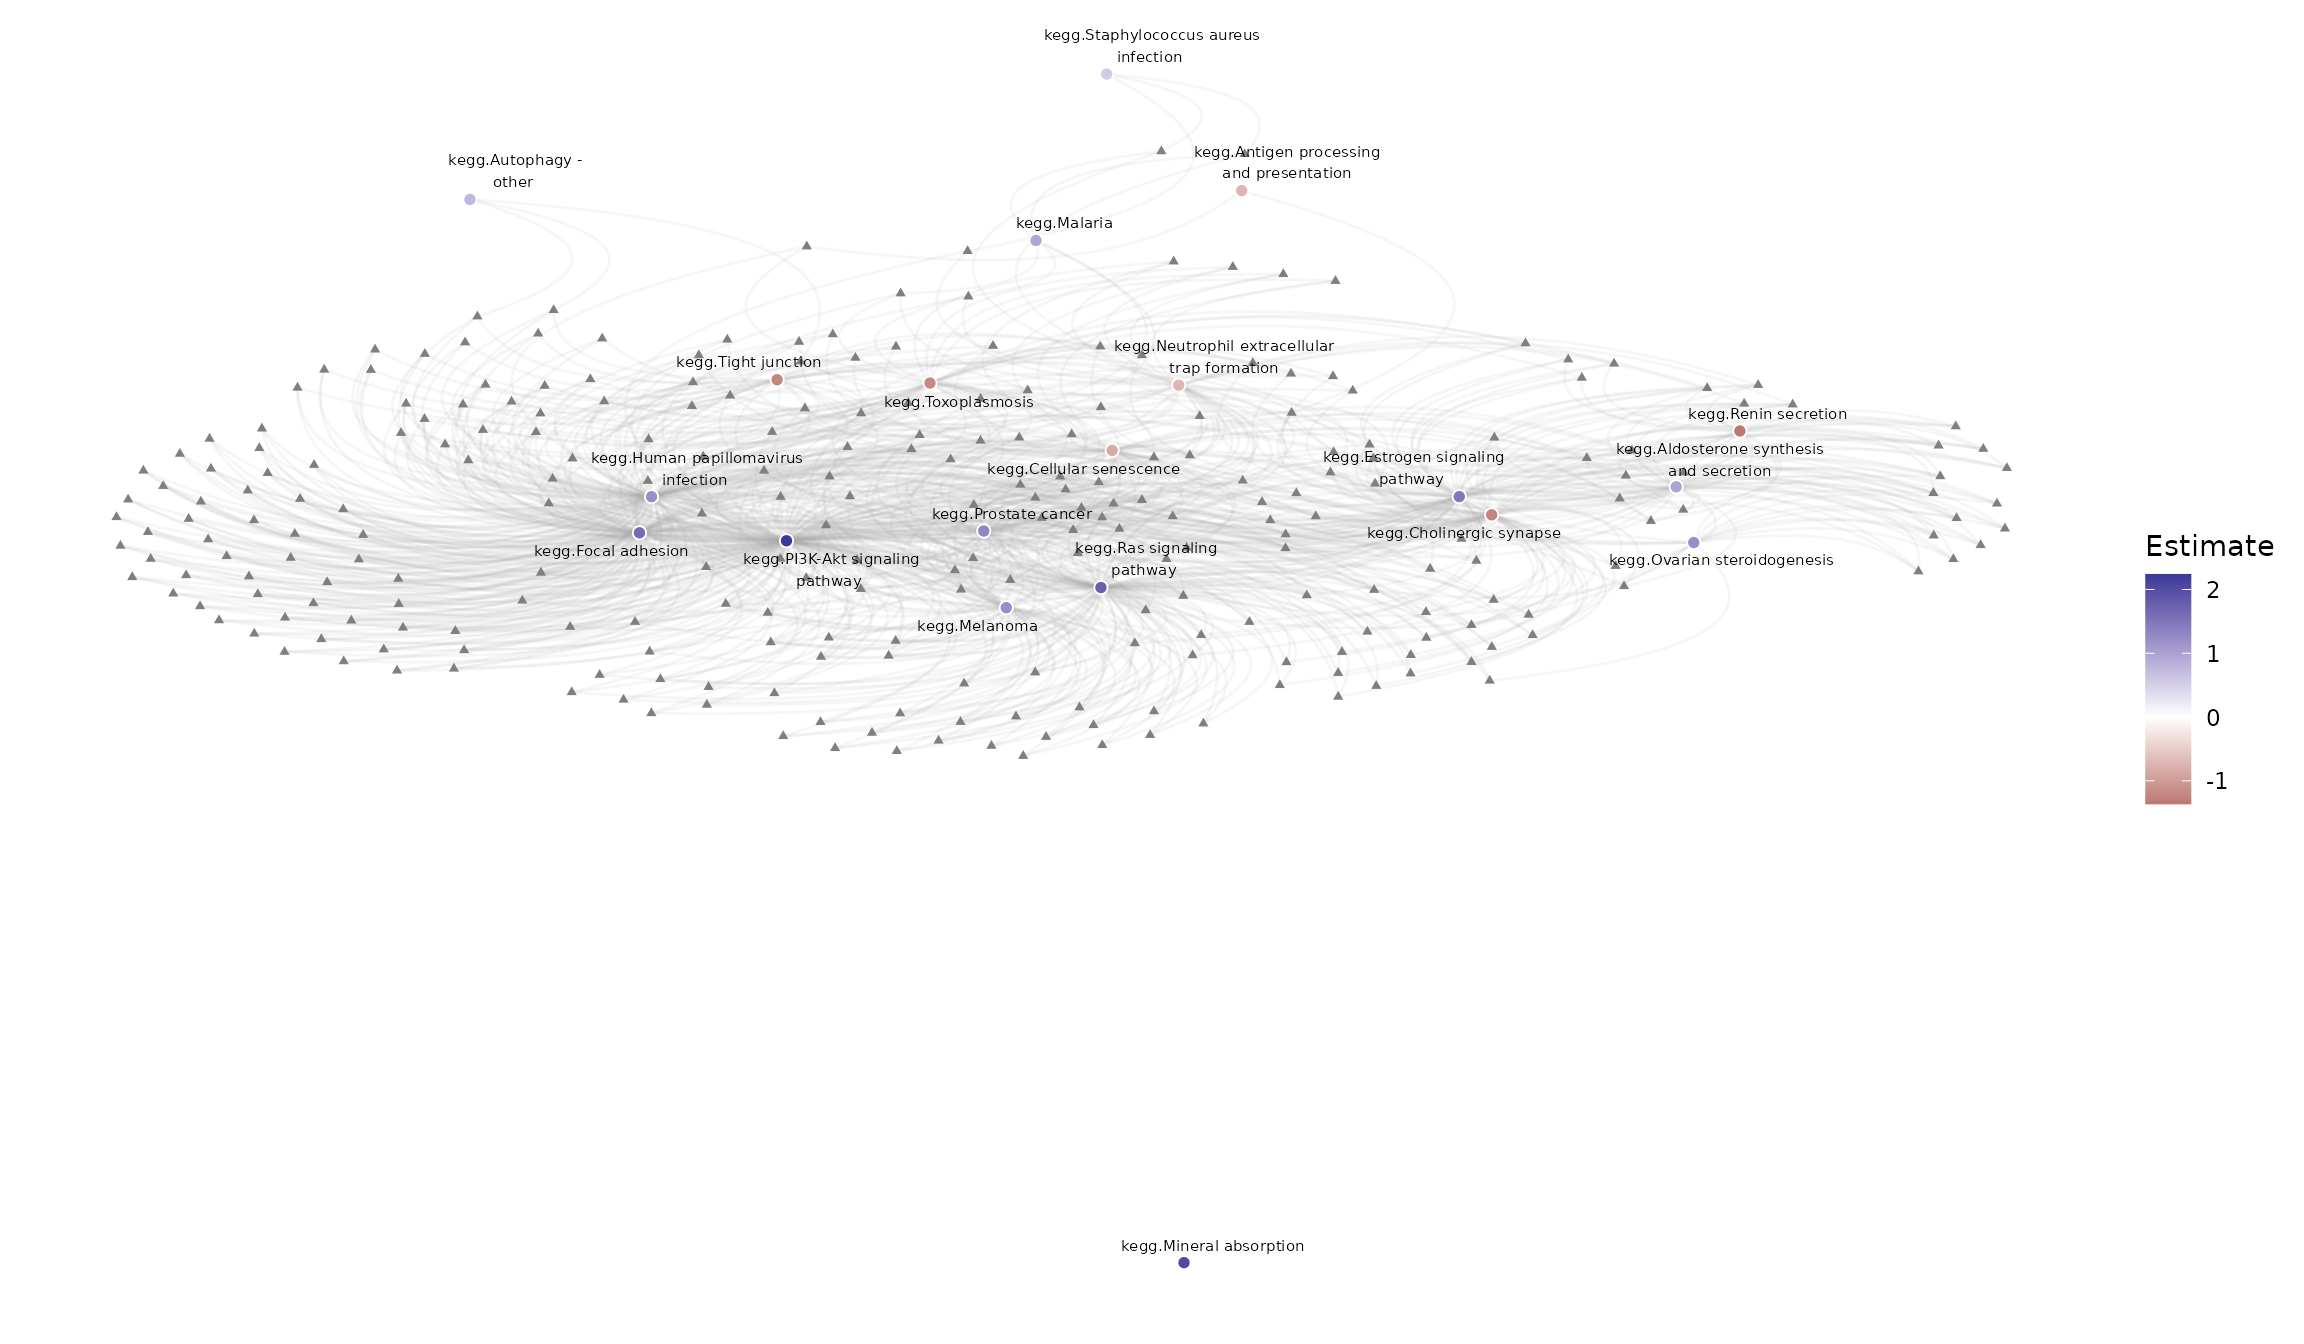 kegg.Staphylococcus aureus
infection
kegg.Antigen processing
and presentation
kegg.Autophagy -
other
kegg.Malaria
kegg.Neutrophil extracellular
trap formation
kegg.Tight junction
kegg.Toxoplasmosis
kegg.Renin secretion
kegg.Aldosterone synthesis
and secretion
kegg.Human papillomavirus
infection
kegg.Cellular senescence
kegg.Estrogen signaling
pathway
kegg.Prostate cancer
kegg.Cholinergic synapse
kegg.Focal adhesion
kegg.PI3K-Akt signaling
pathway
kegg.Ras signaling
pathway
kegg.Ovarian steroidogenesis
kegg.Melanoma
kegg.Mineral absorption
Estimate
2
1
0
-1